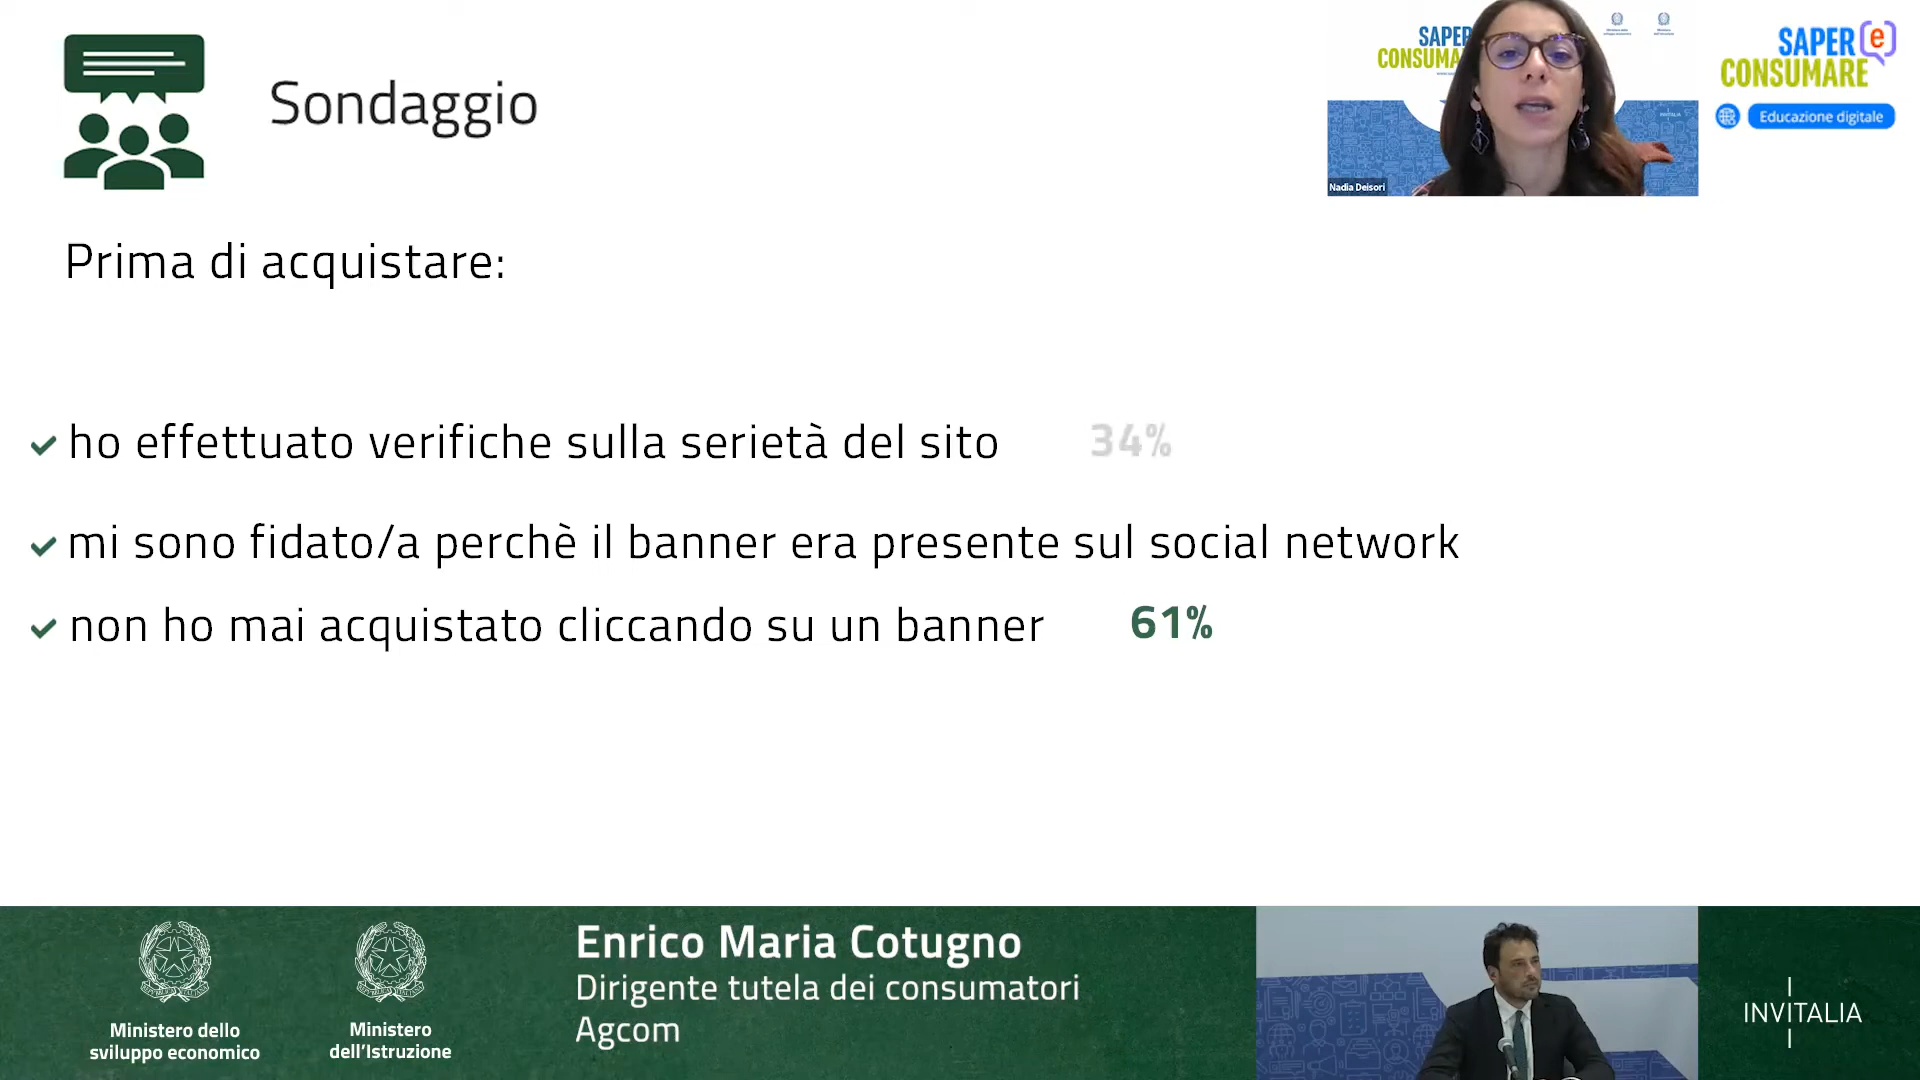 Sondaggio
SAPER
CONSUMA
Nadia Deisori
SAPER(e)
CONSUMARE
Educazione digitale
Prima di acquistare:
ho effettuato verifiche sulla serietà del sito 34%
mi sono fidato/a perchè il banner era presente sul social network
non ho mai acquistato cliccando su un banner 61%
Ministero dello
sviluppo economico
Ministero
dell'Istruzione
Enrico Maria Cotugno
Dirigente tutela dei consumatori
Agcom
INVITALIA